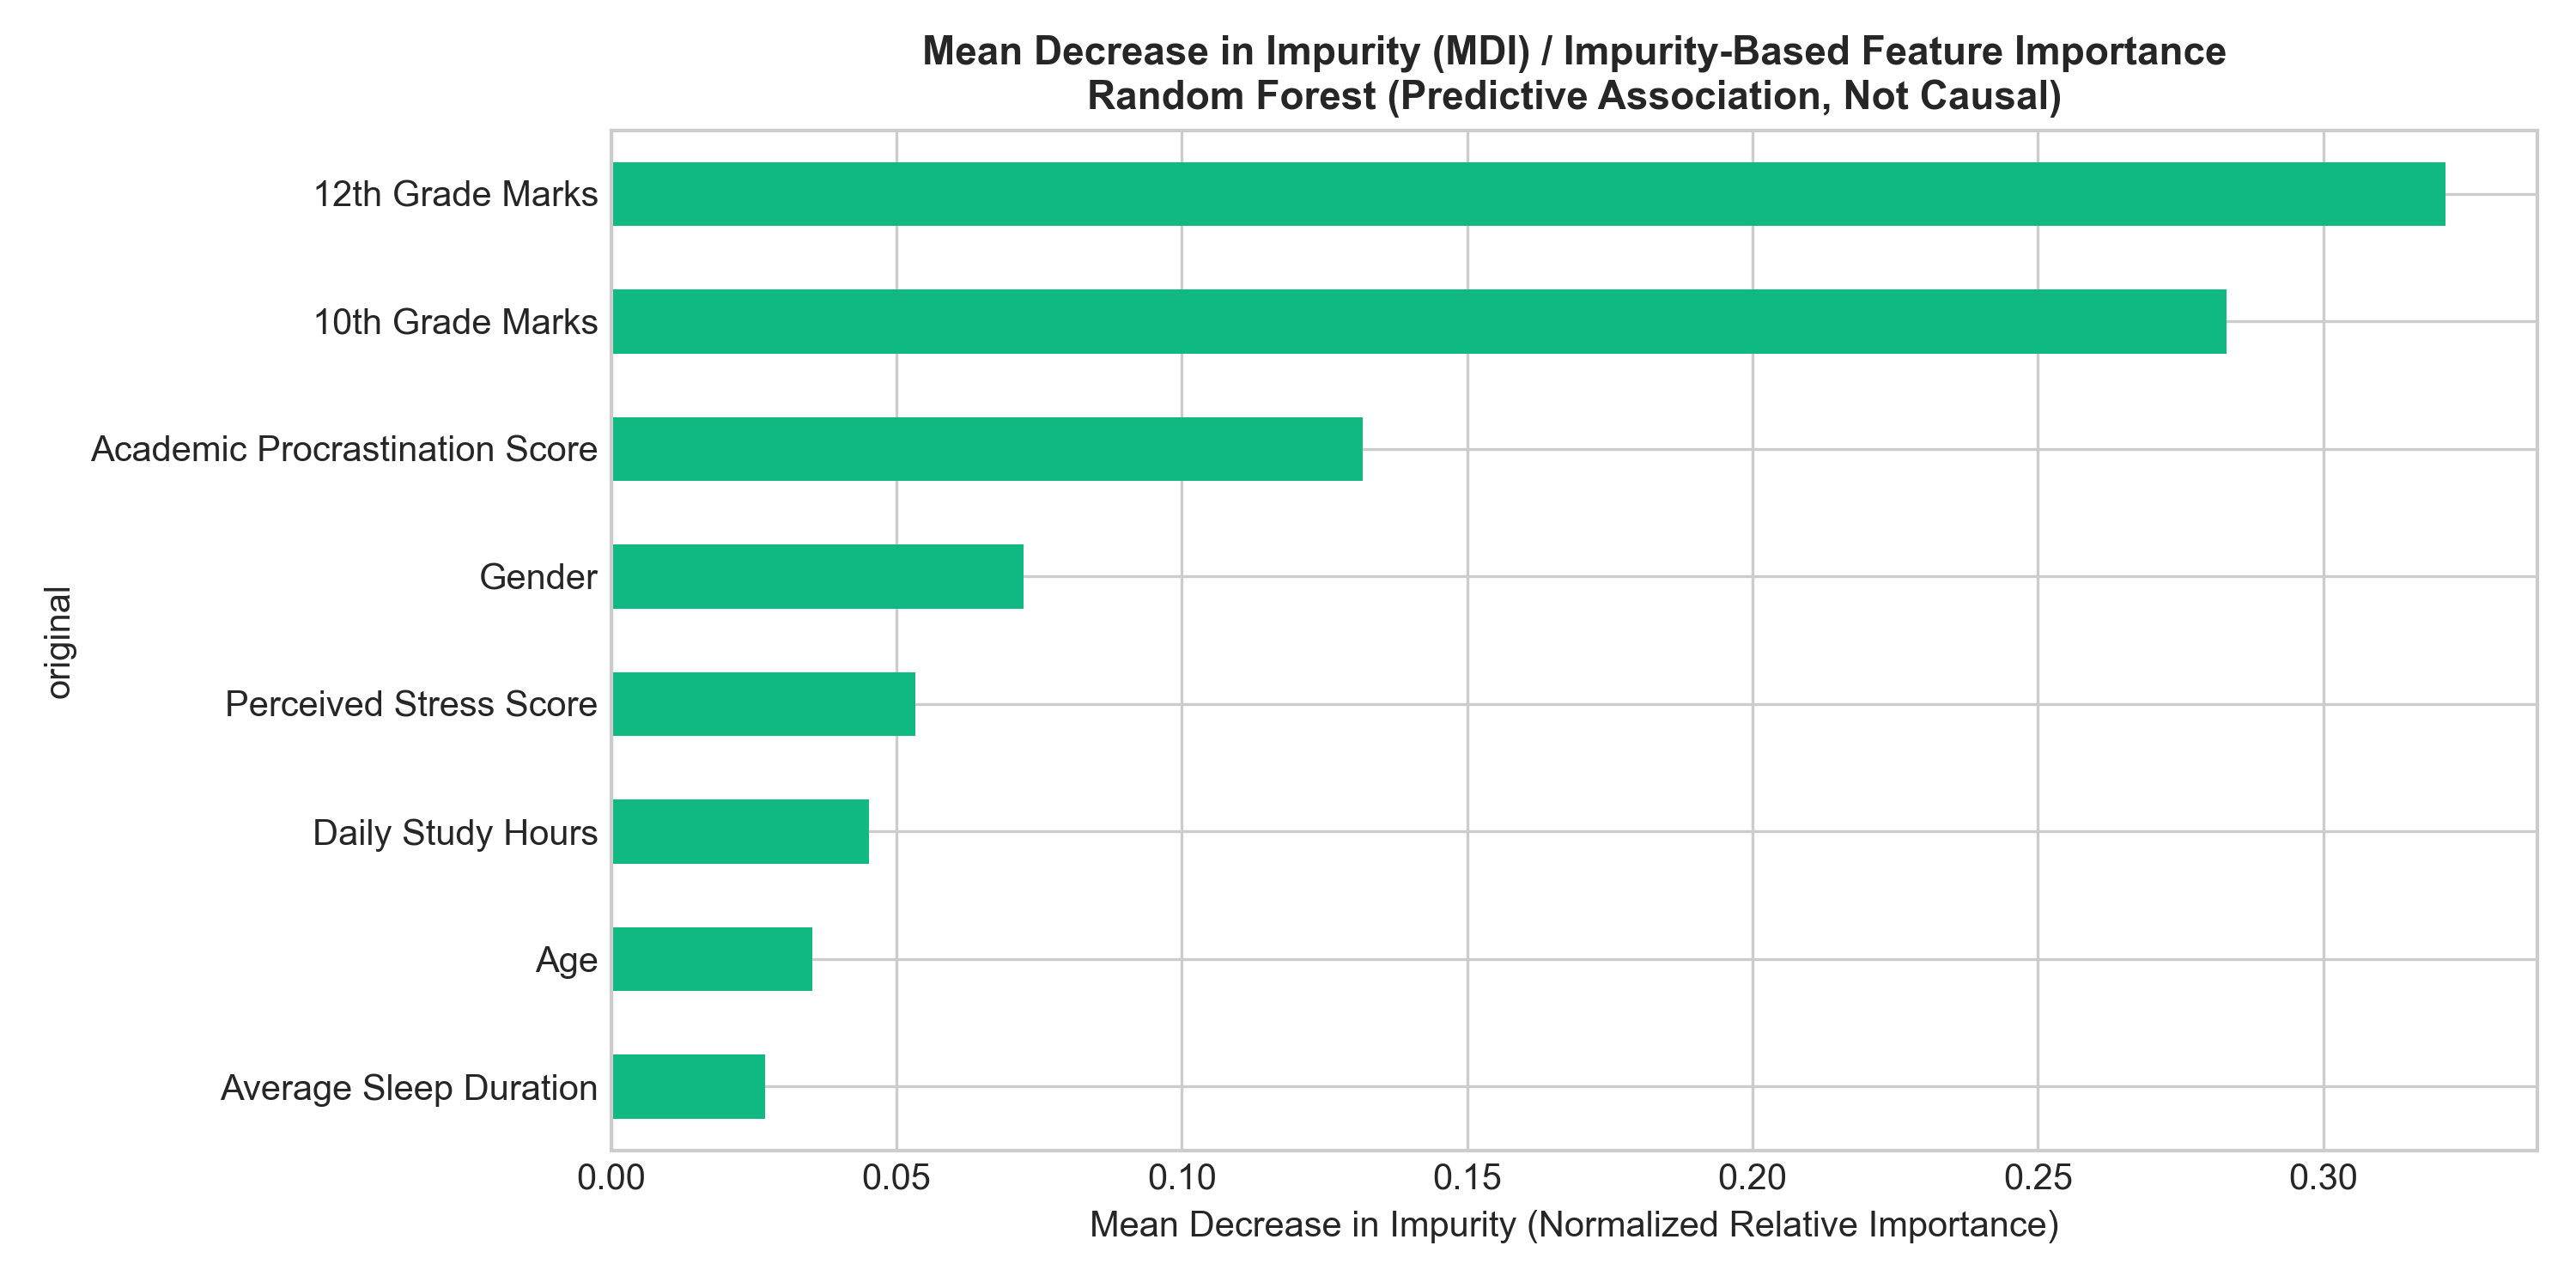 Mean Decrease in Impurity (MDI) / Impurity-Based Feature Importance
Random Forest (Predictive Association, Not Causal)
12th Grade Marks
10th Grade Marks
Academic Procrastination Score
Gender
Perceived Stress Score
Daily Study Hours
Age
Average Sleep Duration
original
0.00 0.05 0.10 0.15 0.20 0.25 0.30
Mean Decrease in Impurity (Normalized Relative Importance)